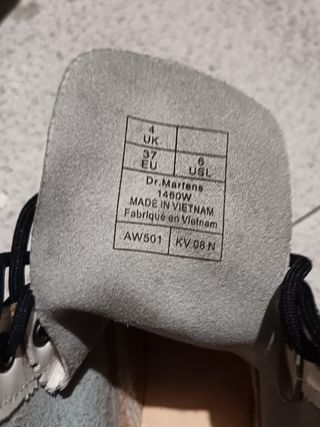 4
UK
37 6
EU USL
Dr.Martens
1460W
MADE IN VIETNAM
Fabriqué en Vietnam
AW501 KV 08 N